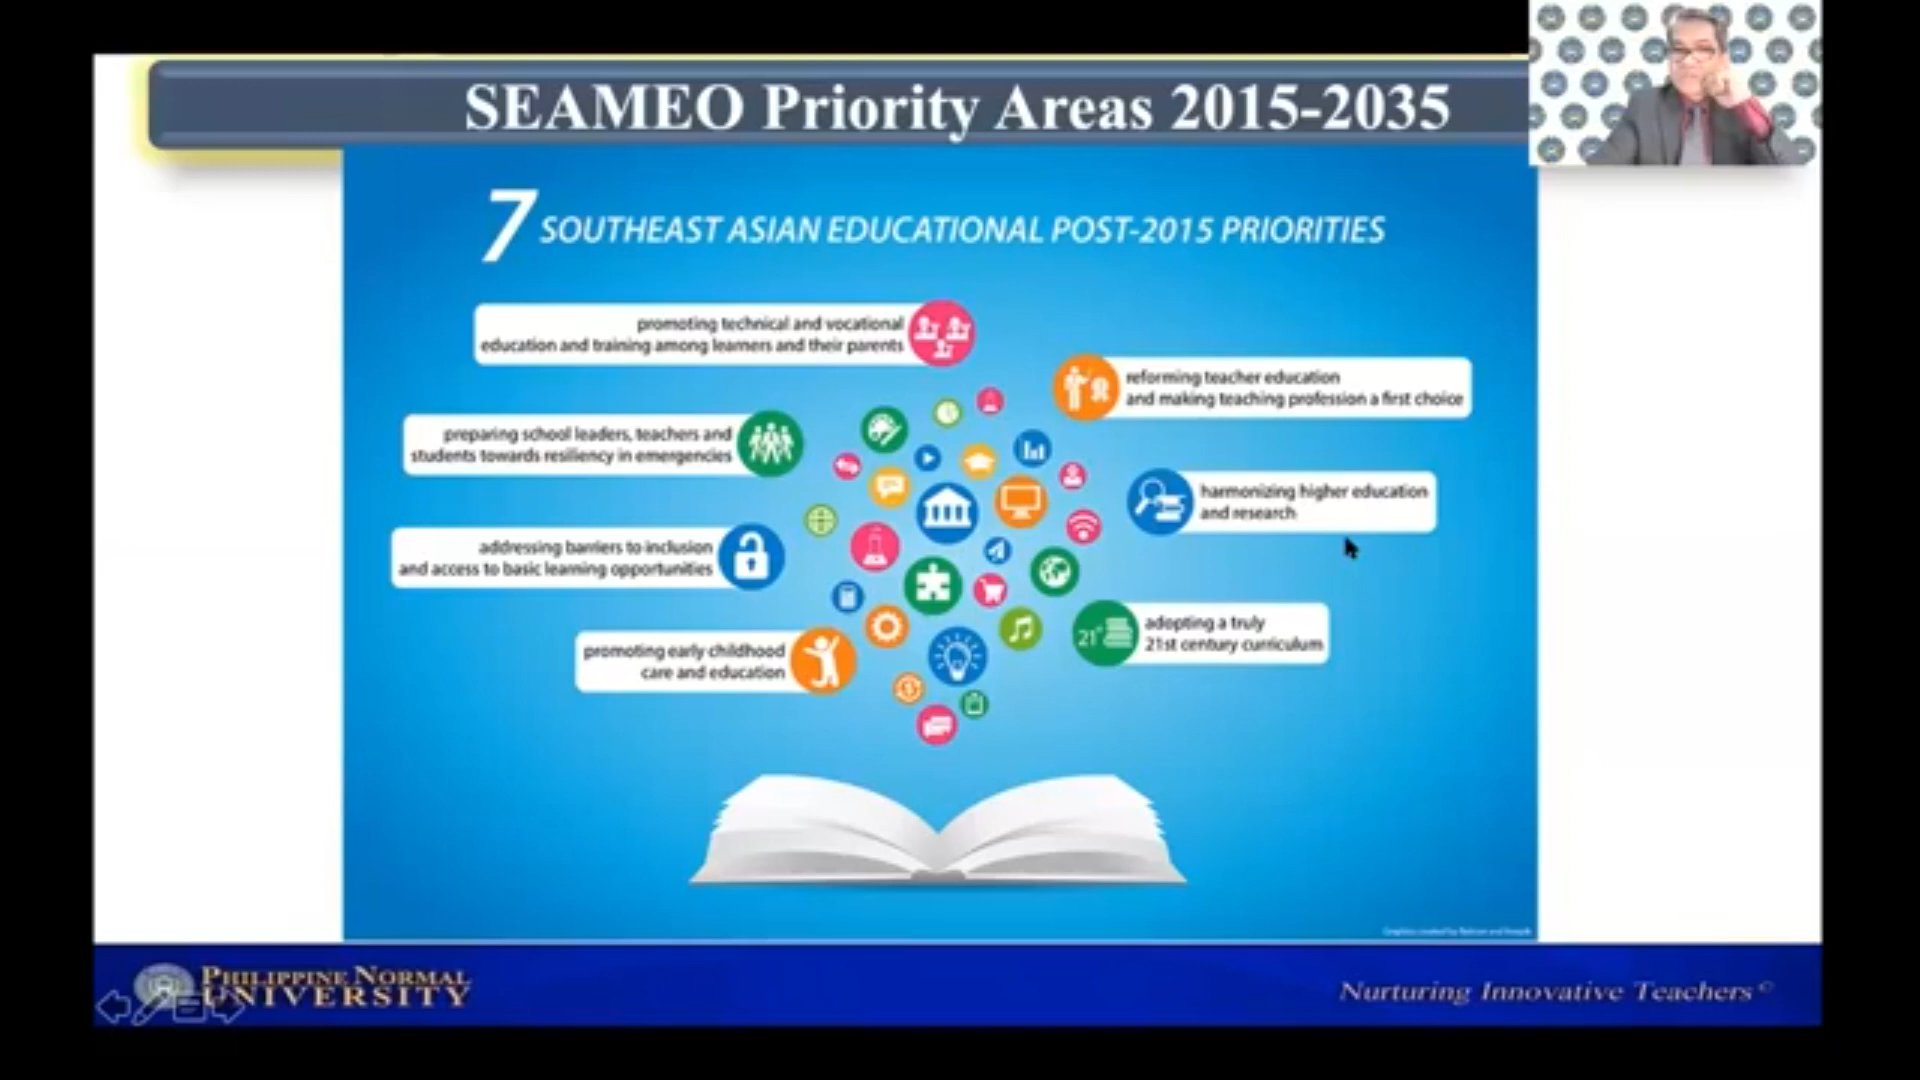 SEAMEO Priority Areas 2015-2035
7 SOUTHEAST ASIAN EDUCATIONAL POST-2015 PRIORITIES
promoting technical and vocational
education and training among learners and their parents
reforming teacher education
and making teaching profession a first choice
preparing school leaders, teachers and
students towards resiliency in emergencies
harmonizing higher education
and research
addressing barriers to inclusion
and access to basic learning opportunities
adopting a truly
21st century curriculum
21st
promoting early childhood
care and education
PHILIPPINE NORMAL
UNIVERSITY
Nurturing Innovative Teachers©